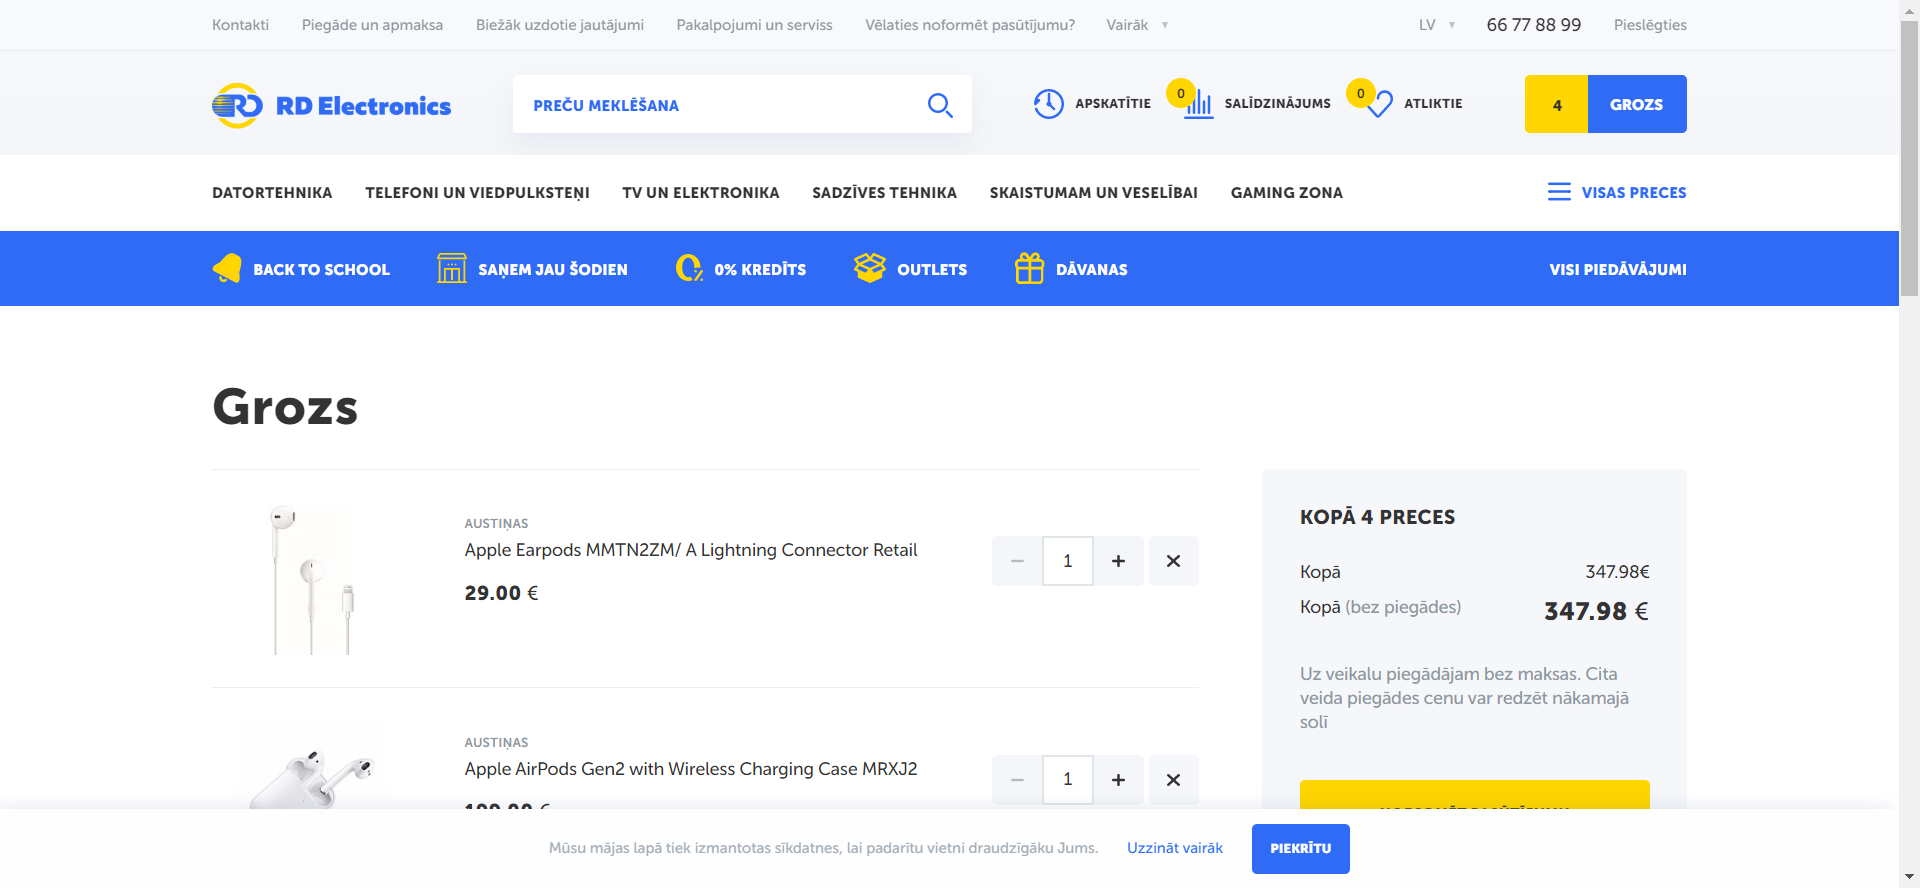 Kontakti
Piegāde un apmaksa
Biežāk uzdotie jautājumi
Pakalpojumi un serviss
Vēlaties noformēt pasūtījumu?
Vairāk
LV
66 77 88 99
Pieslēgties
RD Electronics
PREČU MEKLĒŠANA
APSKATĪTIE
0
SALĪDZINĀJUMS
0
ATLIKTIE
4
GROZS
DATORTEHNIKA
TELEFONI UN VIEDPULKSTEŅI
TV UN ELEKTRONIKA
SADZĪVES TEHNIKA
SKAISTUMAM UN VESELĪBAI
GAMING ZONA
VISAS PRECES
BACK TO SCHOOL
SAŅEM JAU ŠODIEN
0% KREDĪTS
OUTLETS
DĀVANAS
VISI PIEDĀVĀJUMI
Grozs
AUSTIŅAS
Apple Earpods MMTN2ZM/ A Lightning Connector Retail
29.00 €
− 1 + ×
AUSTIŅAS
Apple AirPods Gen2 with Wireless Charging Case MRXJ2
− 1 + ×
KOPĀ 4 PRECES
Kopā 347.98€
Kopā (bez piegādes) 347.98 €
Uz veikalu piegādājam bez maksas. Cita
veida piegādes cenu var redzēt nākamajā
solī
Mūsu mājas lapā tiek izmantotas sīkdatnes, lai padarītu vietni draudzīgāku Jums.
Uzzināt vairāk
PIEKRĪTU